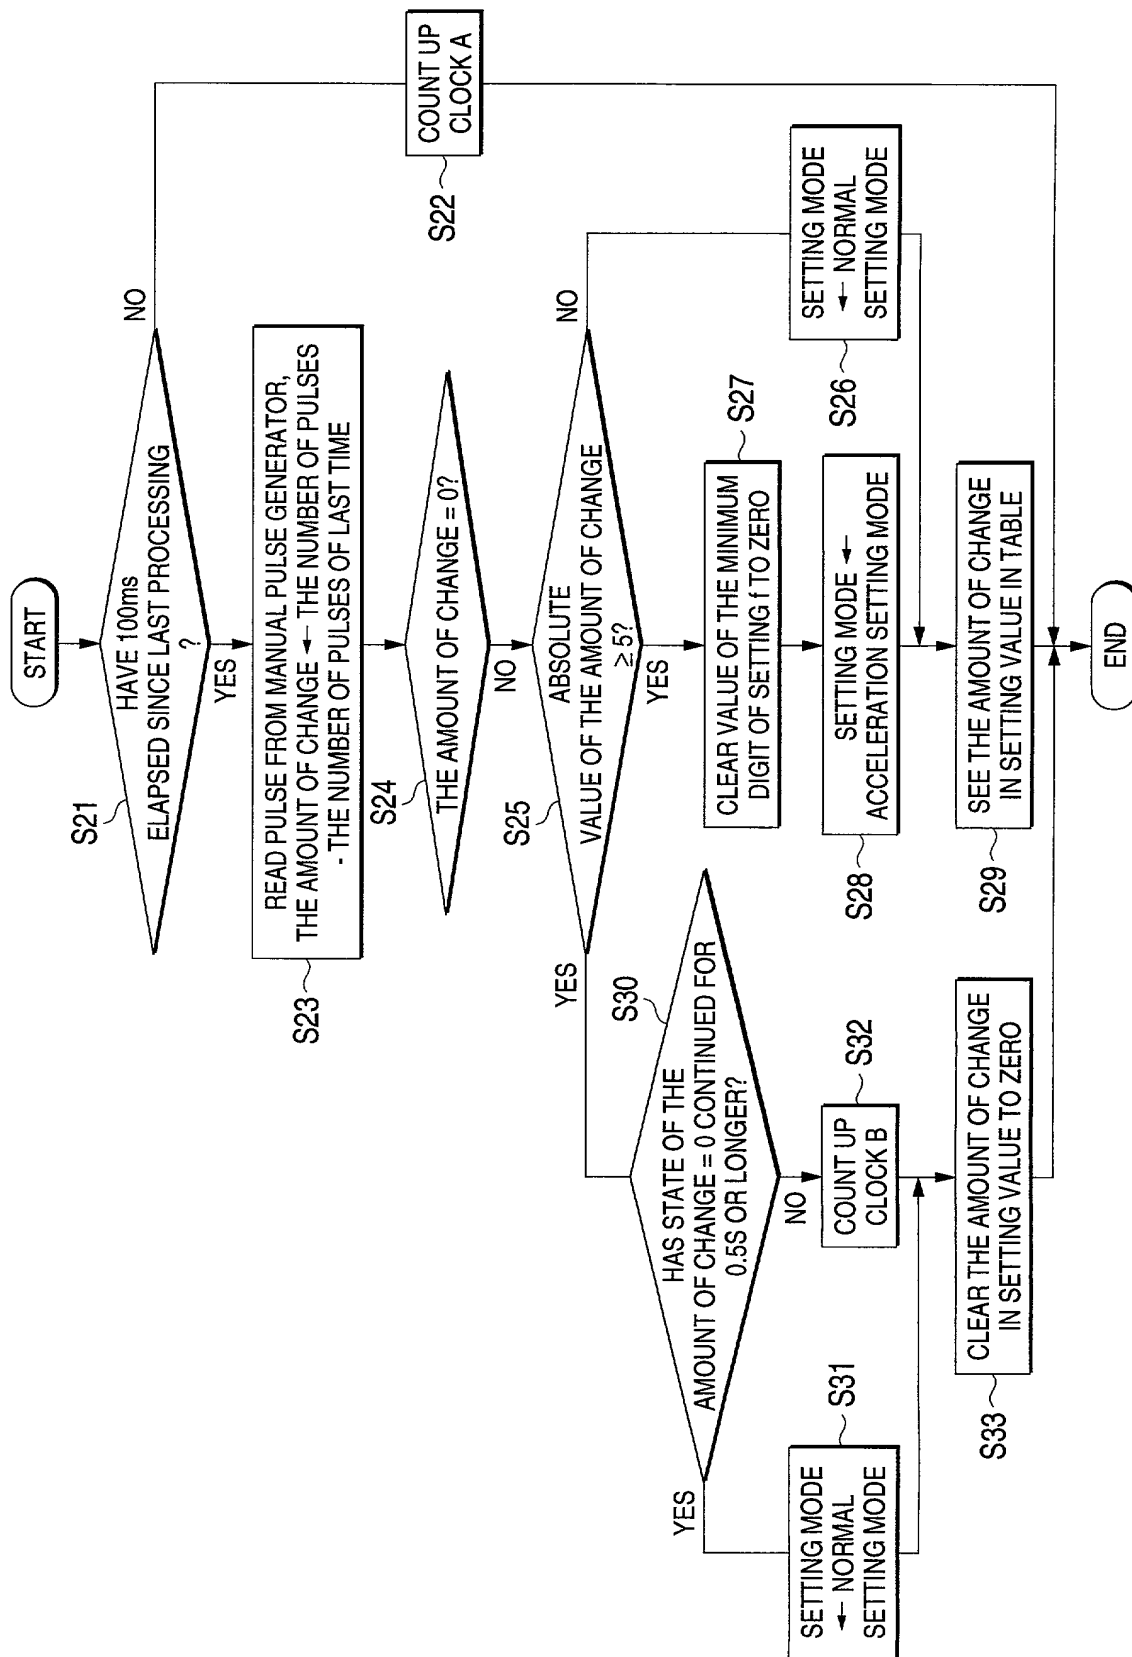 START
HAVE 100ms
ELAPSED SINCE LAST PROCESSING
?
S21
NO
YES
COUNT UP
CLOCK A
S22
READ PULSE FROM MANUAL PULSE GENERATOR,
THE AMOUNT OF CHANGE ← THE NUMBER OF PULSES
- THE NUMBER OF PULSES OF LAST TIME
S23
THE AMOUNT OF CHANGE = 0?
S24
NO
ABSOLUTE
VALUE OF THE AMOUNT OF CHANGE
≥ 5?
S25
YES
NO
YES
SETTING MODE
← NORMAL
SETTING MODE
S26
CLEAR VALUE OF THE MINIMUM
DIGIT OF SETTING f TO ZERO
S27
SETTING MODE ←
ACCELERATION SETTING MODE
S28
SEE THE AMOUNT OF CHANGE
IN SETTING VALUE IN TABLE
S29
HAS STATE OF THE
AMOUNT OF CHANGE = 0 CONTINUED FOR
0.5S OR LONGER?
S30
YES
NO
SETTING MODE
← NORMAL
SETTING MODE
S31
COUNT UP
CLOCK B
S32
CLEAR THE AMOUNT OF CHANGE
IN SETTING VALUE TO ZERO
S33
END